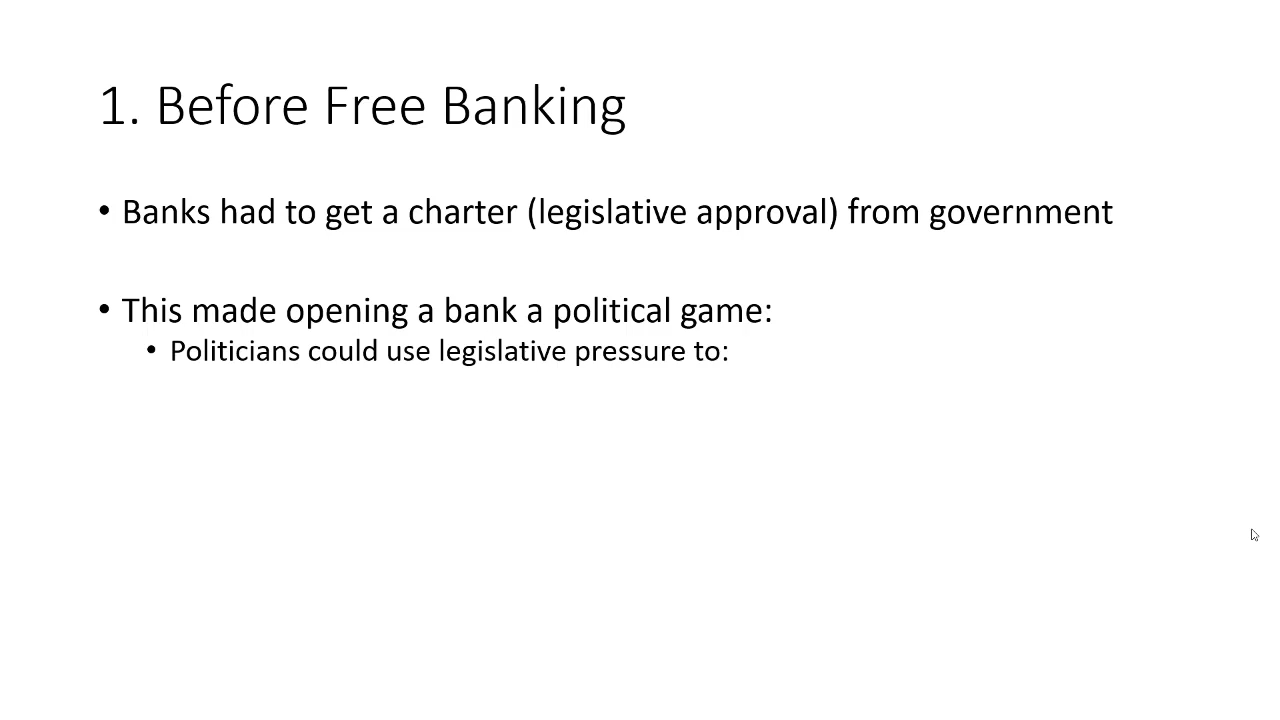 1. Before Free Banking
• Banks had to get a charter (legislative approval) from government
• This made opening a bank a political game:
• Politicians could use legislative pressure to: